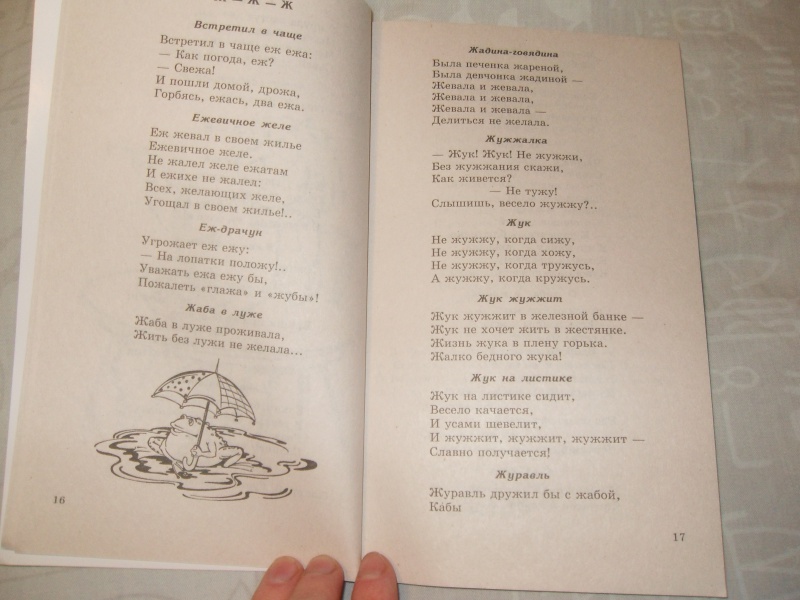 Ж — Ж — Ж
Встретил в чаще
Встретил в чаще еж ежа:
— Как погода, еж?
— Свежа!
И пошли домой, дрожа,
Горбясь, ежась, два ежа.
Ежевичное желе
Еж жевал в своем жилье
Ежевичное желе.
Не жалел желе ежатам
И ежихе не жалел:
Всех, желающих желе,
Угощал в своем жилье!..
Еж-драчун
Угрожает еж ежу:
— На лопатки положу!..
Уважать ежа ежу бы,
Пожалеть «глажа» и «жубы»!
Жаба в луже
Жаба в луже проживала,
Жить без лужи не желала...
16
Жадина-говядина
Была печенка жареной,
Была девчонка жадиной —
Жевала и жевала,
Жевала и жевала,
Жевала и жевала —
Делиться не желала.
Жужжалка
— Жук! Жук! Не жужжи,
Без жужжания скажи,
Как живется?
— Не тужу!
Слышишь, весело жужжу?..
Жук
Не жужжу, когда сижу,
Не жужжу, когда хожу,
Не жужжу, когда тружусь,
А жужжу, когда кружусь.
Жук жужжит
Жук жужжит в железной банке —
Жук не хочет жить в жестянке.
Жизнь жука в плену горька.
Жалко бедного жука!
Жук на листике
Жук на листике сидит,
Весело качается,
И усами шевелит,
И жужжит, жужжит, жужжит —
Славно получается!
Журавль
Журавль дружил бы с жабой,
Кабы
17